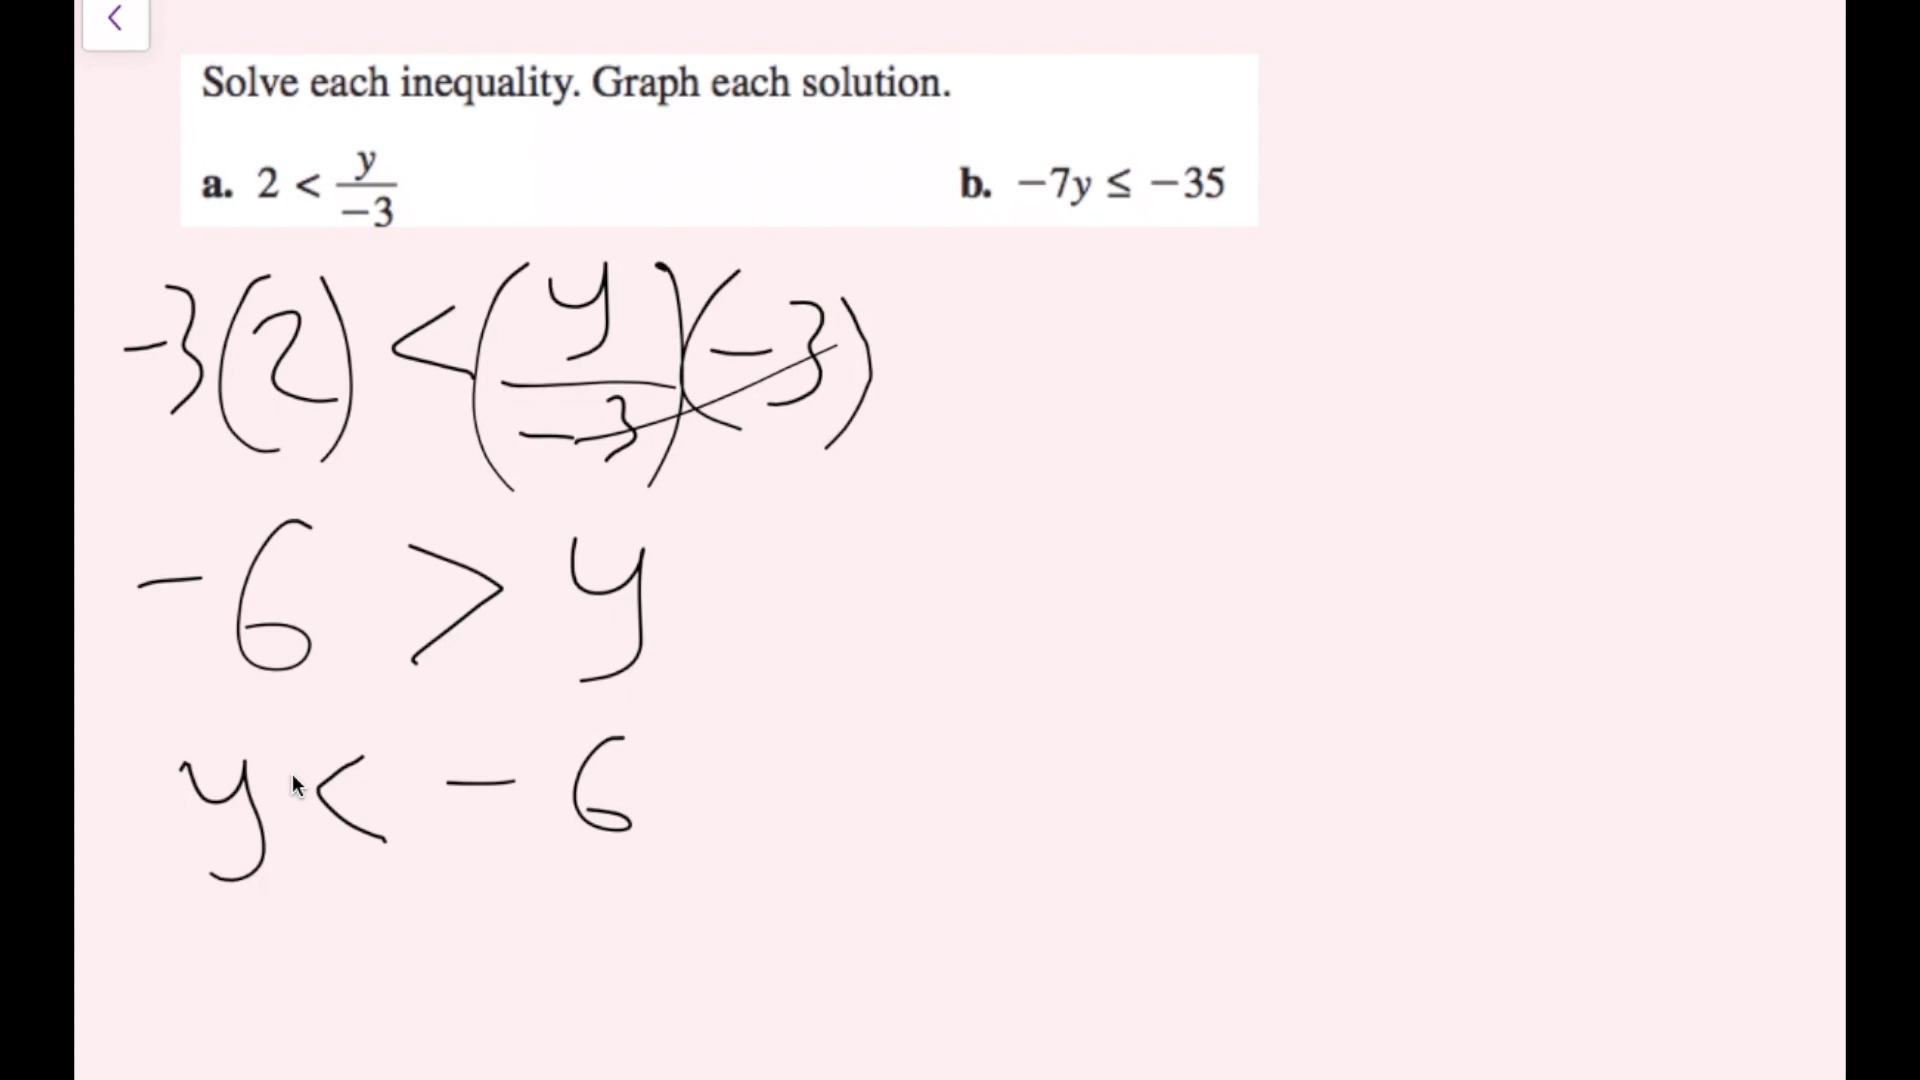 Solve each inequality. Graph each solution.
a. 2 < y/-3 b. -7y ≤ -35
-3(2) < (y/-3)(-3)
-6 > y
y < -6